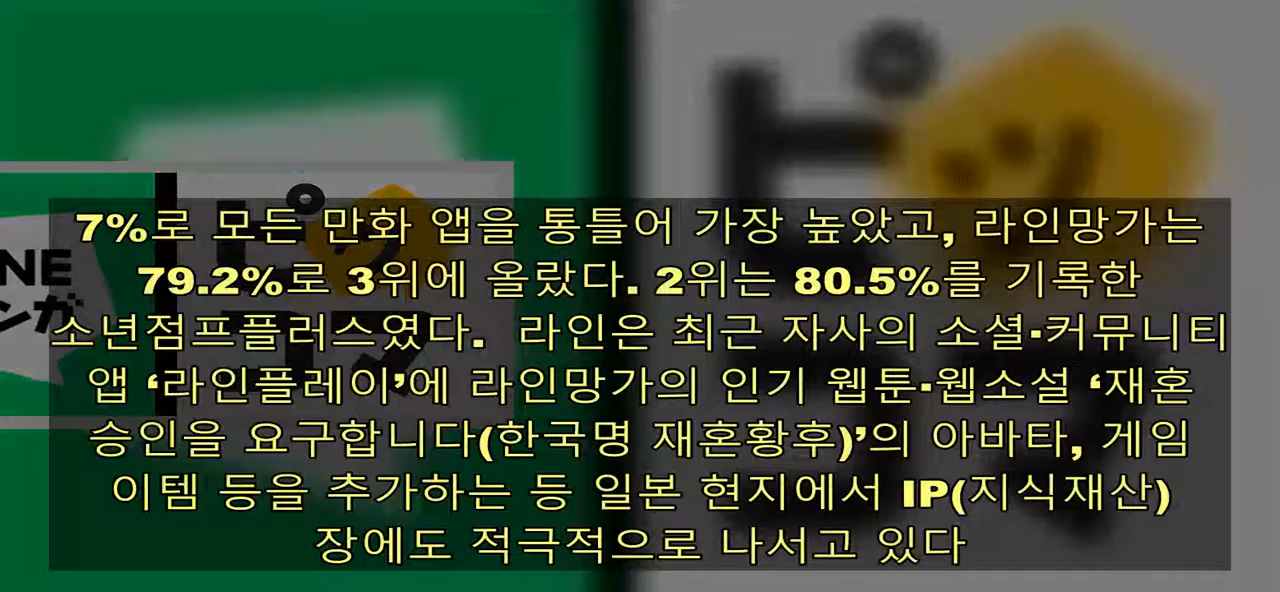 7%로 모든 만화 앱을 통틀어 가장 높았고, 라인망가는
79.2%로 3위에 올랐다. 2위는 80.5%를 기록한
소년점프플러스였다.  라인은 최근 자사의 소셜·커뮤니티
앱 ‘라인플레이’에 라인망가의 인기 웹툰·웹소설 ‘재혼
승인을 요구합니다(한국명 재혼황후)’의 아바타, 게임
이템 등을 추가하는 등 일본 현지에서 IP(지식재산)
장에도 적극적으로 나서고 있다
NE
ンガ
ピッ
コマ